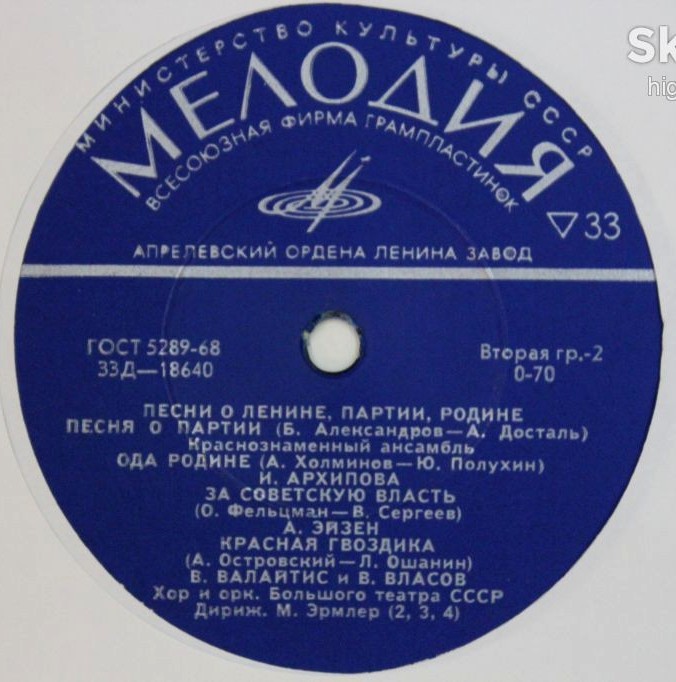 Sk
hig
МИНИСТЕРСТВО КУЛЬТУРЫ СССР
МЕЛОДИЯ
ВСЕСОЮЗНАЯ ФИРМА ГРАМПЛАСТИНОК
33
АПРЕЛЕВСКИЙ ОРДЕНА ЛЕНИНА ЗАВОД
ГОСТ 5289-68
33Д—18640
Вторая гр.-2
0-70
ПЕСНИ О ЛЕНИНЕ, ПАРТИИ, РОДИНЕ
ПЕСНЯ О ПАРТИИ (Б. Александров—А. Досталь)
Краснознаменный ансамбль
ОДА РОДИНЕ (А. Холминов—Ю. Полухин)
И. АРХИПОВА
ЗА СОВЕТСКУЮ ВЛАСТЬ
(О. Фельцман—В. Сергеев)
А. ЭЙЗЕН
КРАСНАЯ ГВОЗДИКА
(А. Островский—Л. Ошанин)
В. ВАЛАЙТИС и В. ВЛАСОВ
Хор и орк. Большого театра СССР
Дириж. М. Эрмлер (2, 3, 4)